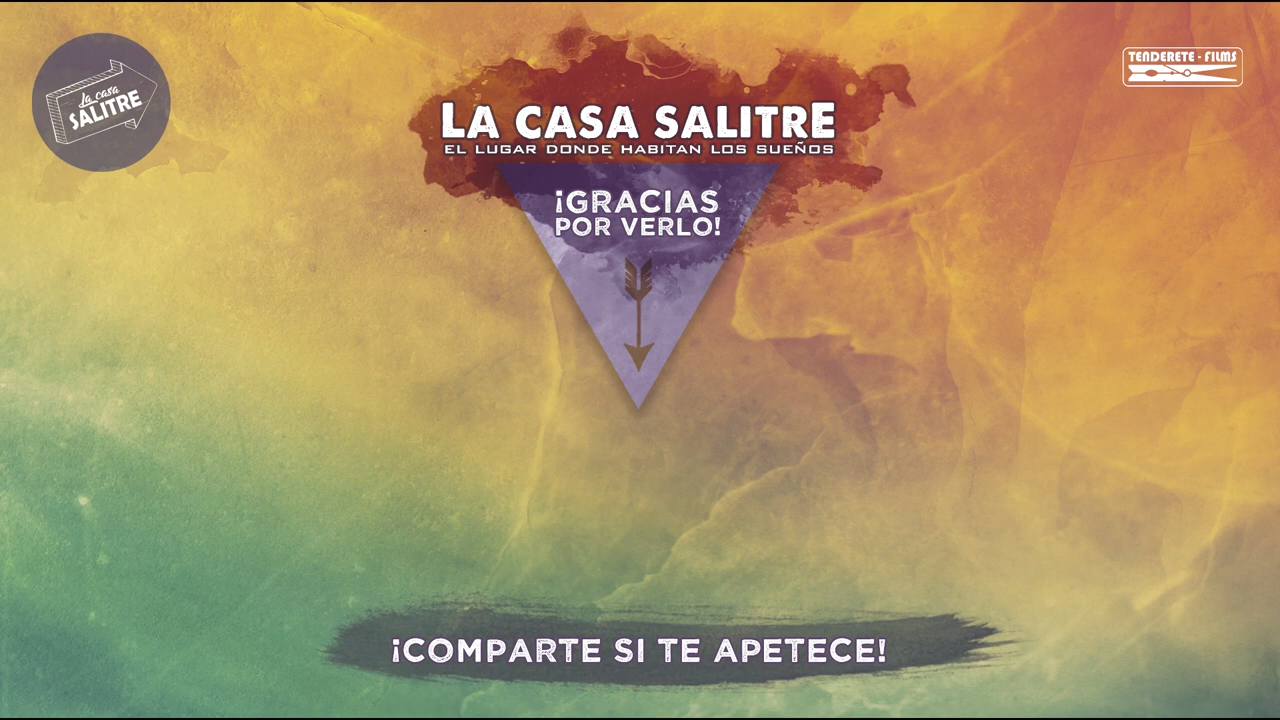 La casa
SALITRE
TENDERETE - FILMS
LA CASA SALITRE
EL LUGAR DONDE HABITAN LOS SUEÑOS
¡GRACIAS
POR VERLO!
¡COMPARTE SI TE APETECE!